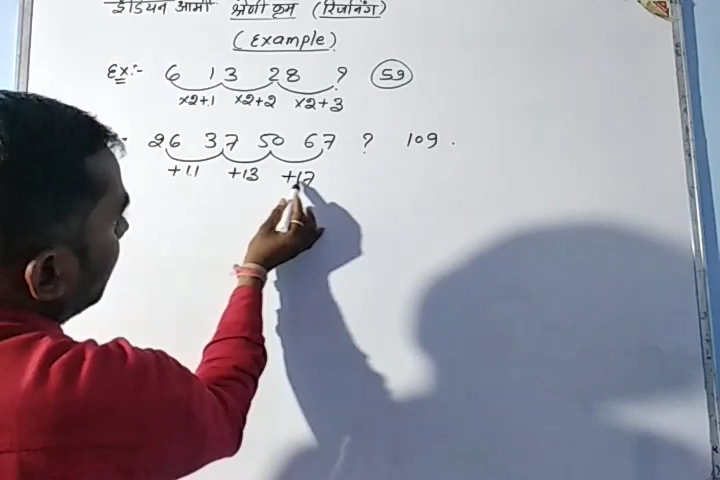 इंडियन आर्मी श्रेणी क्रम (रिजनिंग)
(Example)
Ex:- 6 13 28 ? 59
×2+1 ×2+2 ×2+3
26 37 50 67 ? 109.
+11 +13 +17